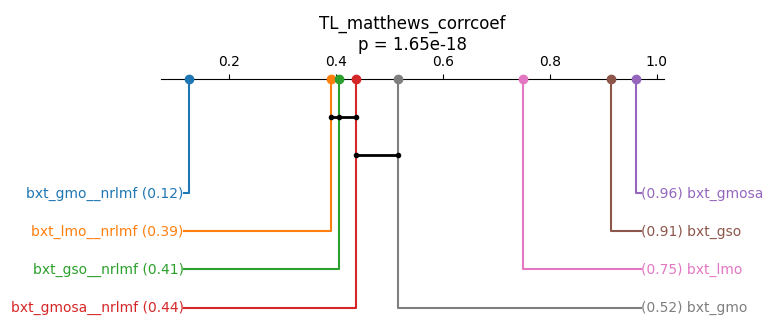 TL_matthews_corrcoef
p = 1.65e-18
0.2 0.4 0.6 0.8 1.0
bxt_gmo__nrlmf (0.12) (0.96) bxt_gmosa
bxt_lmo__nrlmf (0.39) (0.91) bxt_gso
bxt_gso__nrlmf (0.41) (0.75) bxt_lmo
bxt_gmosa__nrlmf (0.44) (0.52) bxt_gmo